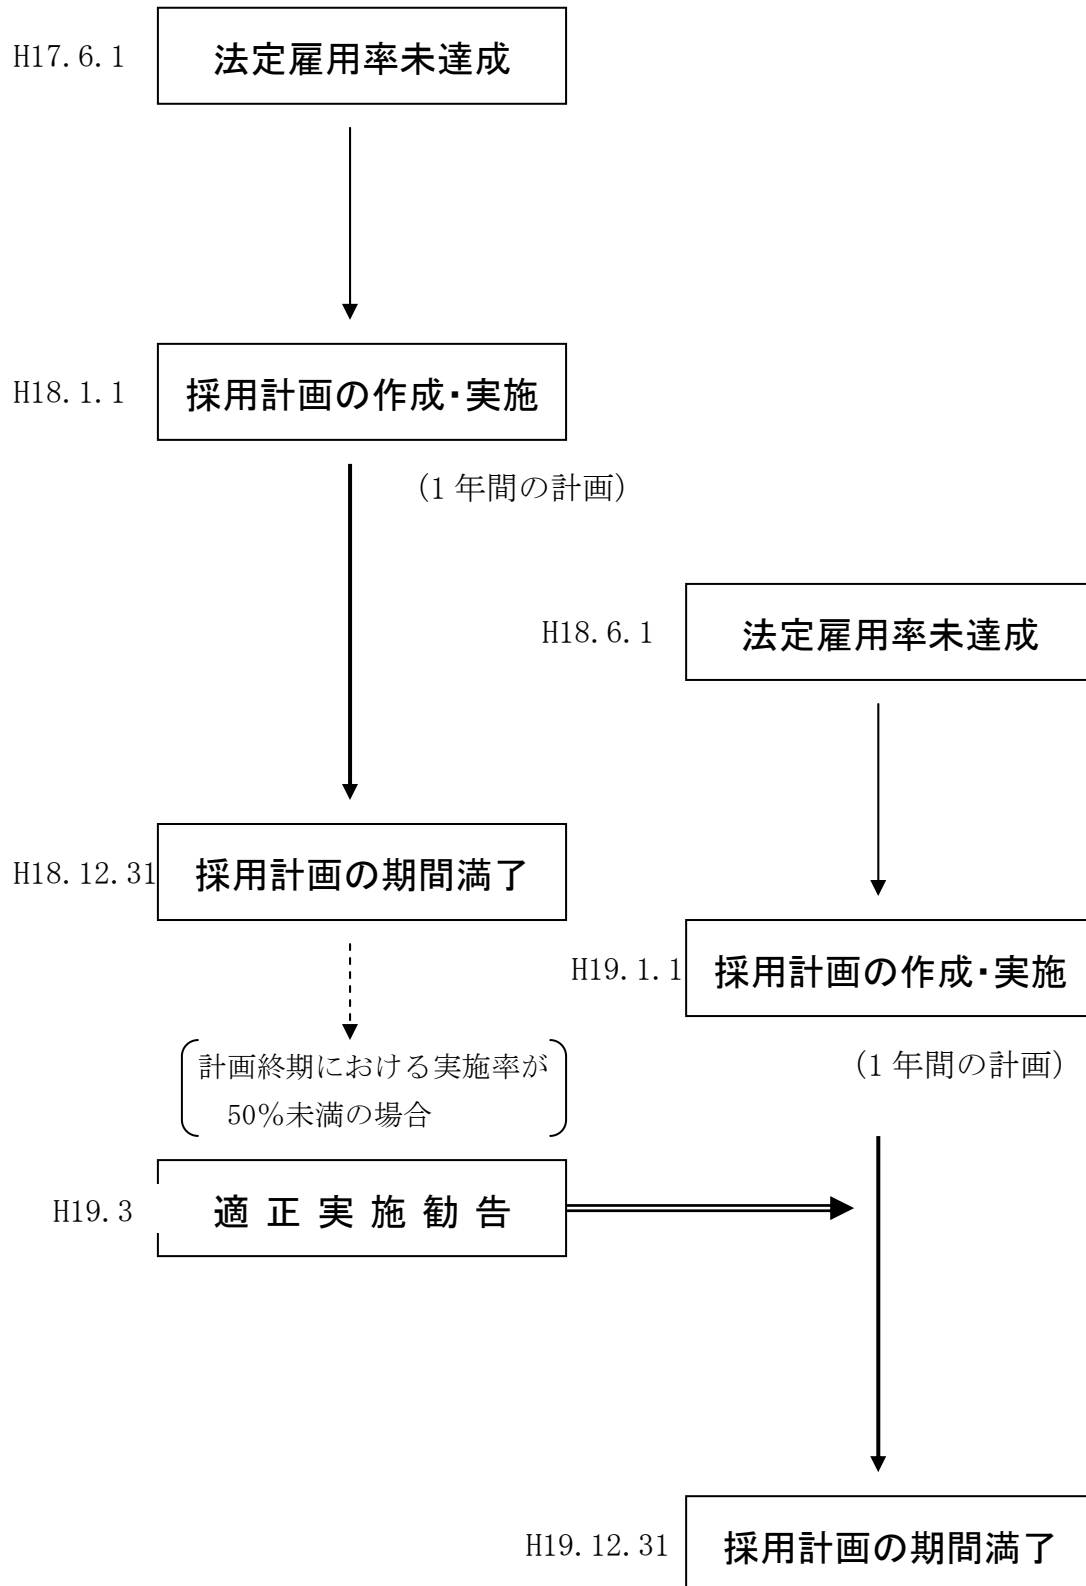 H17.6.1
法定雇用率未達成
H18.1.1
採用計画の作成・実施
(1年間の計画)
H18.6.1
法定雇用率未達成
H18.12.31
採用計画の期間満了
H19.1.1
採用計画の作成・実施
(1年間の計画)
計画終期における実施率が
50％未満の場合
H19.3
適正実施勧告
H19.12.31
採用計画の期間満了